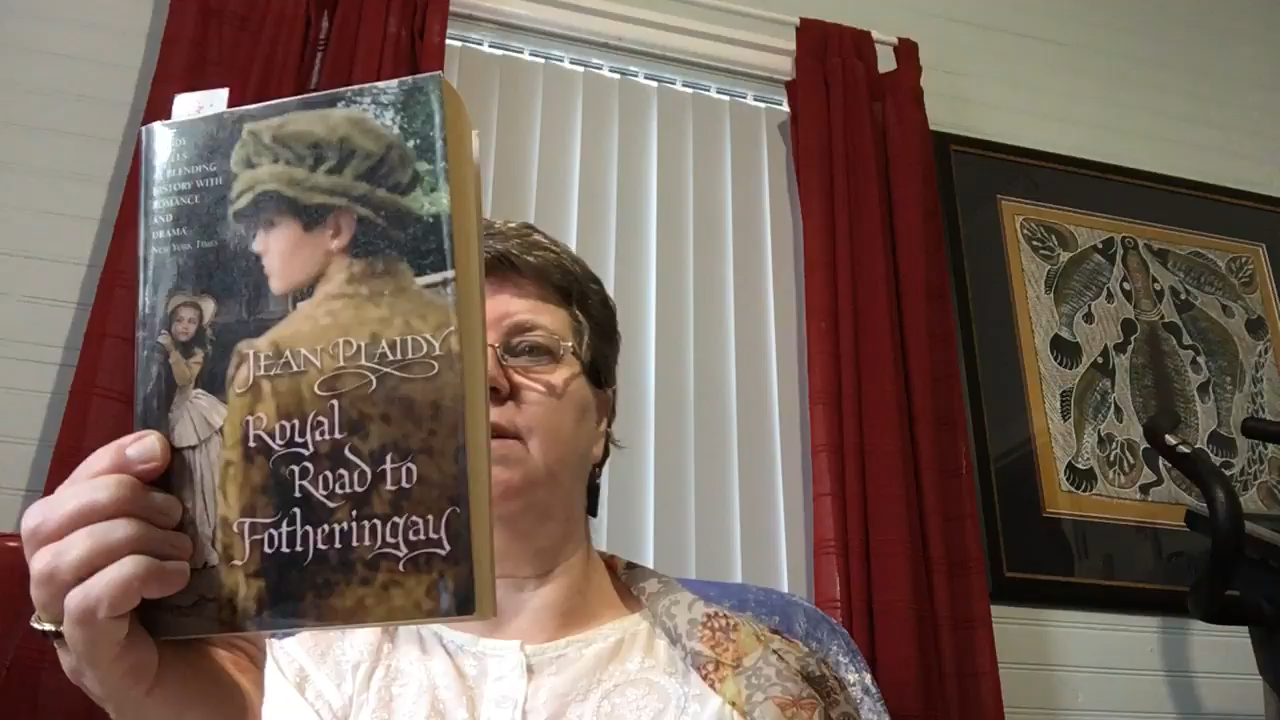 BLENDING
HISTORY WITH
ROMANCE
AND
DRAMA'
NEW YORK TIMES
JEAN PLAIDY
Royal
Road to
Fotheringay